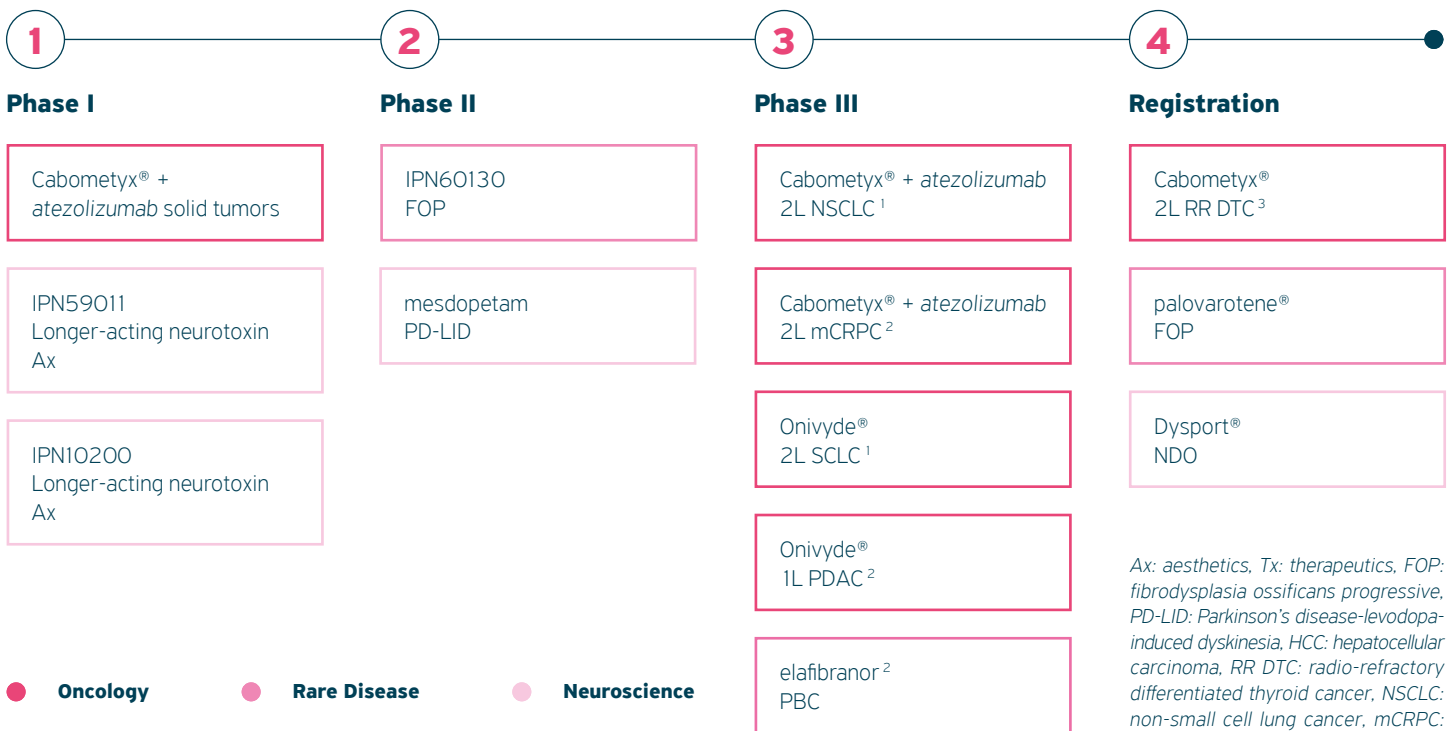 1
2
3
4
Phase I
Phase II
Phase III
Registration
Cabometyx® +
atezolizumab solid tumors
IPN59011
Longer-acting neurotoxin
Ax
IPN10200
Longer-acting neurotoxin
Ax
IPN60130
FOP
mesdopetam
PD-LID
Cabometyx® + atezolizumab
2L NSCLC ¹
Cabometyx® + atezolizumab
2L mCRPC ²
Onivyde®
2L SCLC ¹
Onivyde®
1L PDAC ²
elafibranor ²
PBC
Cabometyx®
2L RR DTC ³
palovarotene®
FOP
Dysport®
NDO
Ax: aesthetics, Tx: therapeutics, FOP:
fibrodysplasia ossificans progressive,
PD-LID: Parkinson's disease-levodopa-
induced dyskinesia, HCC: hepatocellular
carcinoma, RR DTC: radio-refractory
differentiated thyroid cancer, NSCLC:
non-small cell lung cancer, mCRPC:
Oncology
Rare Disease
Neuroscience